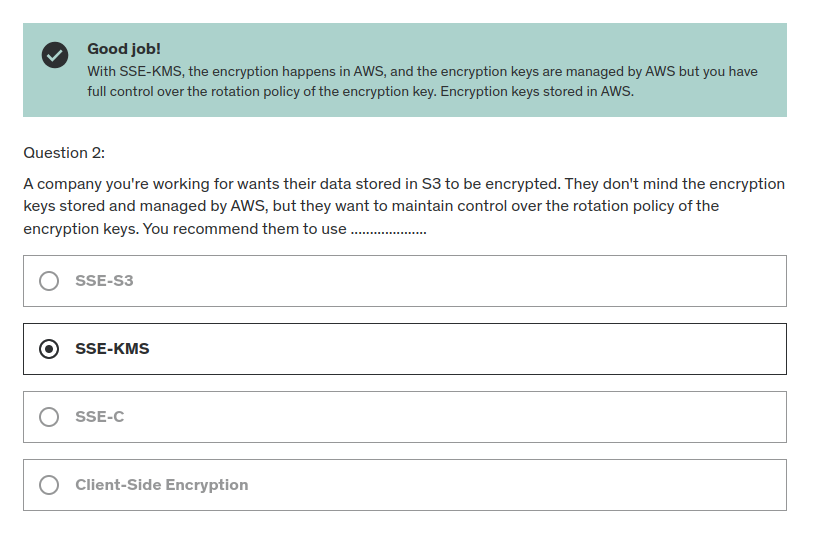 Good job!
With SSE-KMS, the encryption happens in AWS, and the encryption keys are managed by AWS but you have
full control over the rotation policy of the encryption key. Encryption keys stored in AWS.
Question 2:
A company you're working for wants their data stored in S3 to be encrypted. They don't mind the encryption
keys stored and managed by AWS, but they want to maintain control over the rotation policy of the
encryption keys. You recommend them to use ....................
SSE-S3
SSE-KMS
SSE-C
Client-Side Encryption